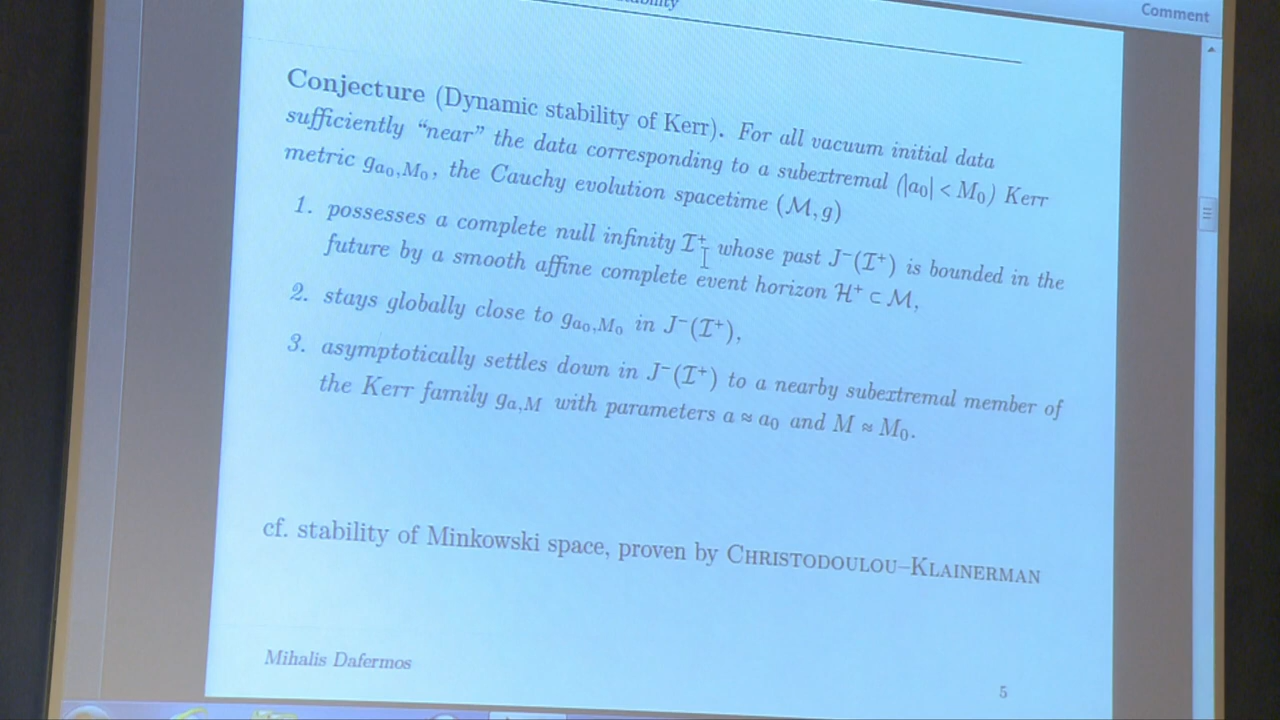 Comment
Conjecture (Dynamic stability of Kerr). For all vacuum initial data
sufficiently “near” the data corresponding to a subextremal (|a₀| < M₀) Kerr
metric gₐ₀,M₀, the Cauchy evolution spacetime (ℳ, g)
1. possesses a complete null infinity ℐ⁺ whose past J⁻(ℐ⁺) is bounded in the
future by a smooth affine complete event horizon ℋ⁺ ⊂ ℳ,
2. stays globally close to gₐ₀,M₀ in J⁻(ℐ⁺),
3. asymptotically settles down in J⁻(ℐ⁺) to a nearby subextremal member of
the Kerr family gₐ,M with parameters a ≈ a₀ and M ≈ M₀.
cf. stability of Minkowski space, proven by CHRISTODOULOU–KLAINERMAN
Mihalis Dafermos
5